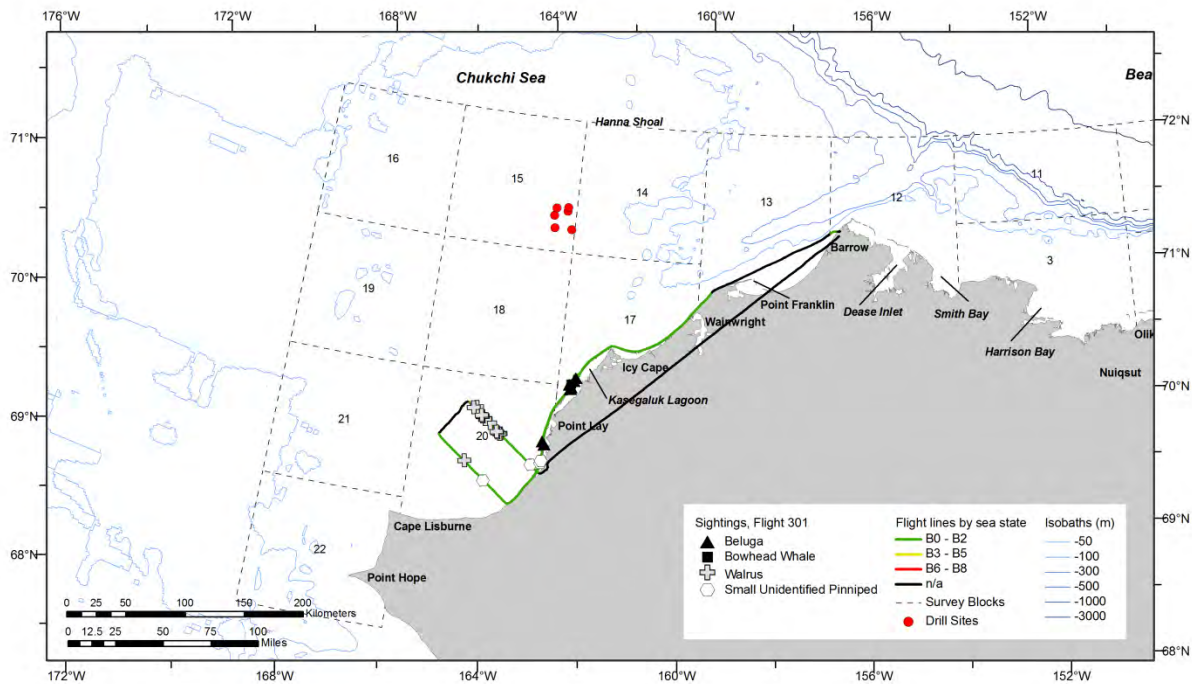 176°W 172°W 168°W 164°W 160°W 156°W 152°W
Chukchi Sea
Bea
72°N
71°N
Hanna Shoal
16
15
14
13
11
12
71°N
Barrow
3
70°N
19
18
17
Point Franklin
Dease Inlet
Smith Bay
Wainwright
Harrison Bay
Olik
Icy Cape
Nuiqsut
70°N
Kasegaluk Lagoon
69°N
21
20
Point Lay
Cape Lisburne
69°N
68°N
22
Point Hope
Sightings, Flight 301
Beluga
Bowhead Whale
Walrus
Small Unidentified Pinniped
Flight lines by sea state
B0 - B2
B3 - B5
B6 - B8
n/a
Survey Blocks
Drill Sites
Isobaths (m)
-50
-100
-300
-500
-1000
-3000
0 25 50 100 150 200
Kilometers
0 12.5 25 50 75 100
Miles
68°N
172°W 168°W 166°W 164°W 162°W 160°W 158°W 156°W 154°W 152°W